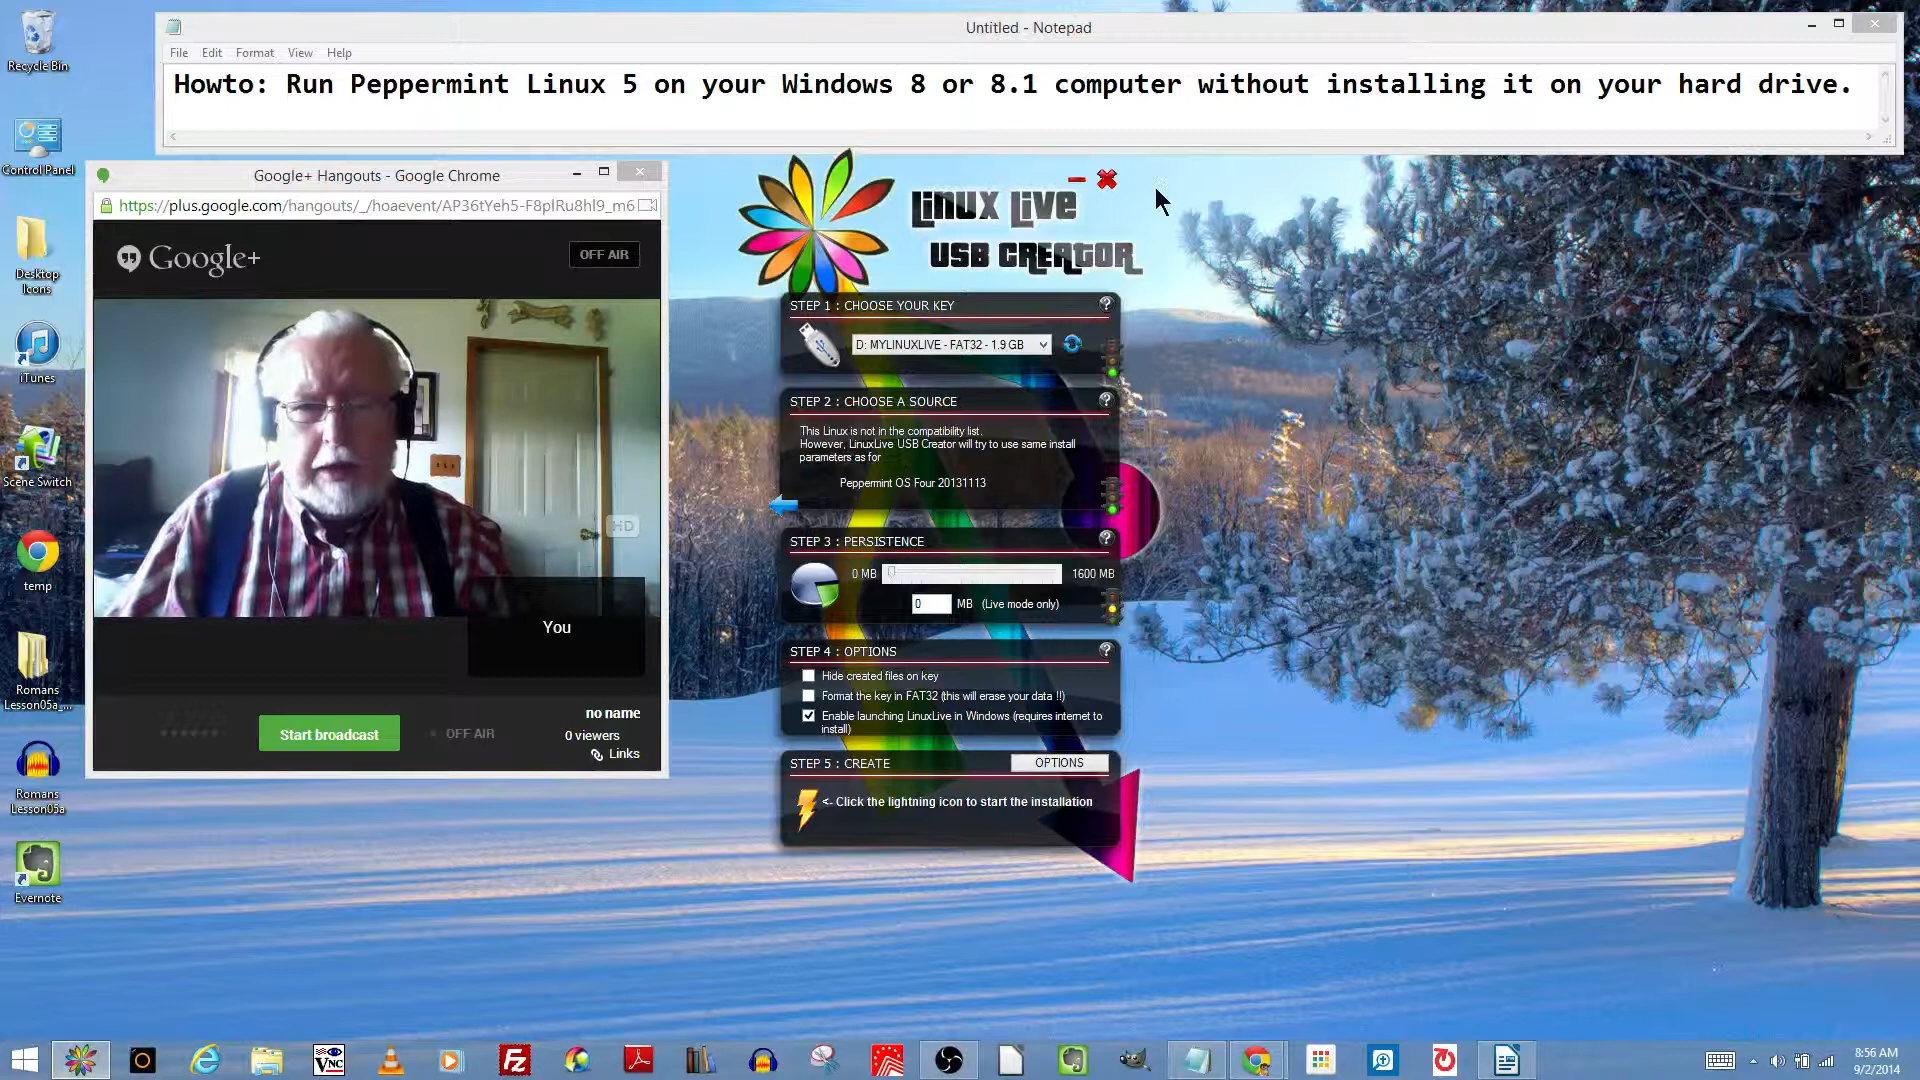 Untitled - Notepad
File Edit Format View Help
Howto: Run Peppermint Linux 5 on your Windows 8 or 8.1 computer without installing it on your hard drive.
Recycle Bin
Control Panel
Desktop
Icons
iTunes
Scene Switch
temp
Romans
Lesson05a_...
Romans
Lesson05a
Evernote
Google+ Hangouts - Google Chrome
https://plus.google.com/hangouts/_/hoaevent/AP36tYeh5-F8plRu8hl9_m6
Google+
OFF AIR
HD
You
Start broadcast
OFF AIR
no name
0 viewers
Links
Linux Live
USB CREATOR
STEP 1 : CHOOSE YOUR KEY ?
D: MYLINUXLIVE - FAT32 - 1.9 GB
STEP 2 : CHOOSE A SOURCE ?
This Linux is not in the compatibility list.
However, LinuxLive USB Creator will try to use same install
parameters as for
Peppermint OS Four 20131113
STEP 3 : PERSISTENCE ?
0 MB 1600 MB
0 MB (Live mode only)
STEP 4 : OPTIONS ?
Hide created files on key
Format the key in FAT32 (this will erase your data !!)
Enable launching LinuxLive in Windows (requires internet to
install)
STEP 5 : CREATE OPTIONS
<- Click the lightning icon to start the installation
VNC
FZ
8:56 AM
9/2/2014